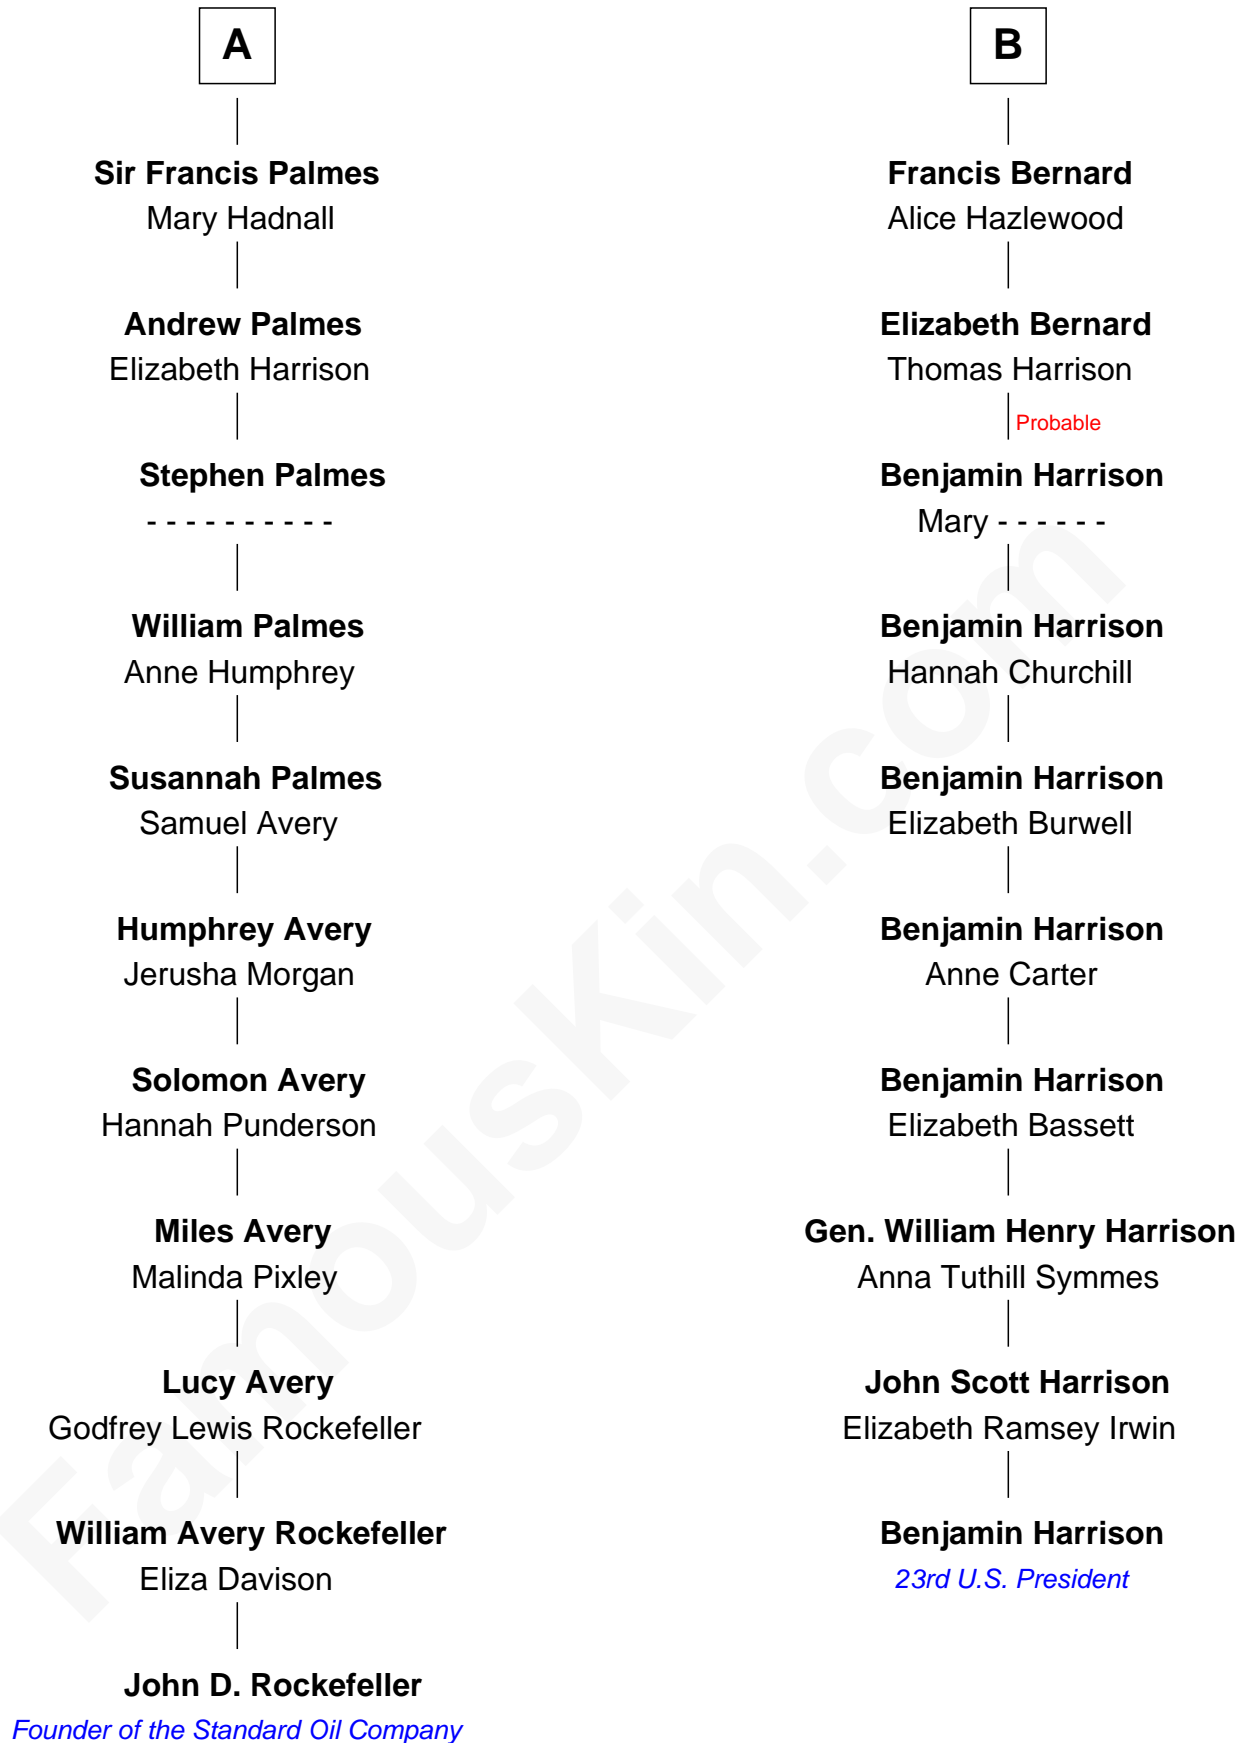 A
Sir Francis Palmes
Mary Hadnall
Andrew Palmes
Elizabeth Harrison
Stephen Palmes
- - - - - - - - - -
William Palmes
Anne Humphrey
Susannah Palmes
Samuel Avery
Humphrey Avery
Jerusha Morgan
Solomon Avery
Hannah Punderson
Miles Avery
Malinda Pixley
Lucy Avery
Godfrey Lewis Rockefeller
William Avery Rockefeller
Eliza Davison
John D. Rockefeller
Founder of the Standard Oil Company
B
Francis Bernard
Alice Hazlewood
Elizabeth Bernard
Thomas Harrison
Probable
Benjamin Harrison
Mary - - - - - -
Benjamin Harrison
Hannah Churchill
Benjamin Harrison
Elizabeth Burwell
Benjamin Harrison
Anne Carter
Benjamin Harrison
Elizabeth Bassett
Gen. William Henry Harrison
Anna Tuthill Symmes
John Scott Harrison
Elizabeth Ramsey Irwin
Benjamin Harrison
23rd U.S. President
FamousKin.com